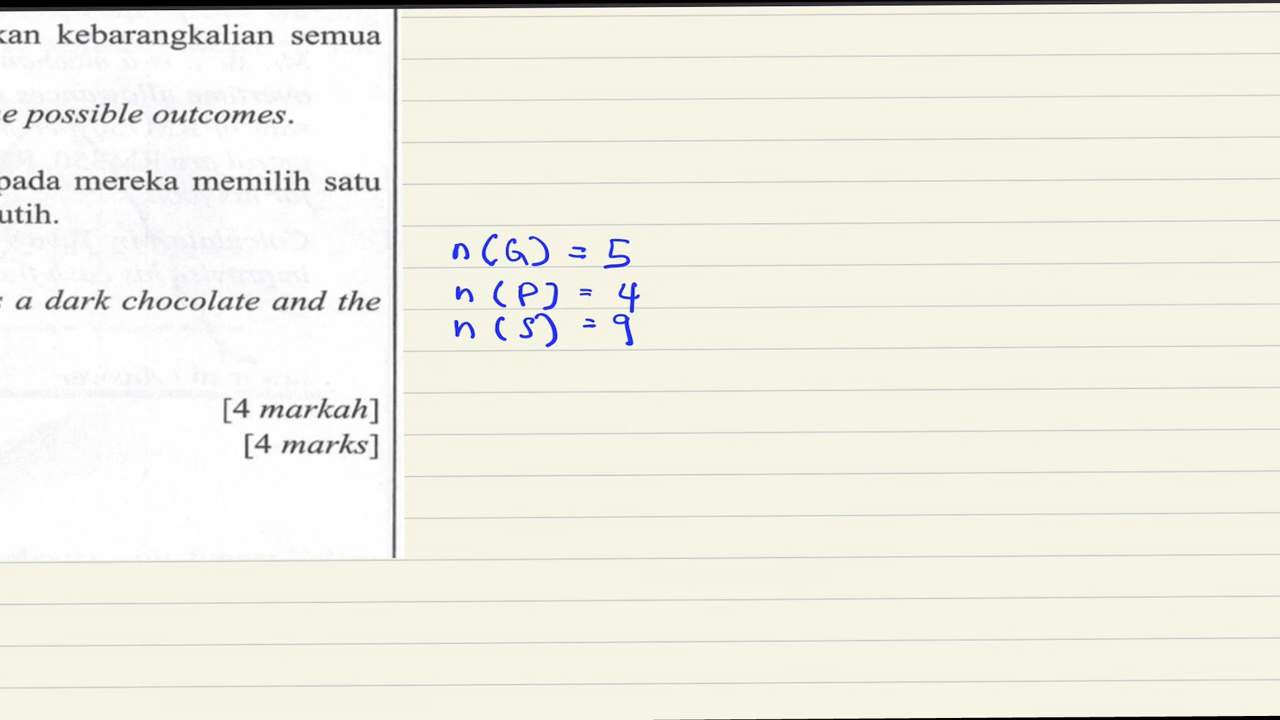 kan kebarangkalian semua
e possible outcomes.
pada mereka memilih satu
utih.
s a dark chocolate and the
[4 markah]
[4 marks]
n(G) = 5
n(P) = 4
n(S) = 9